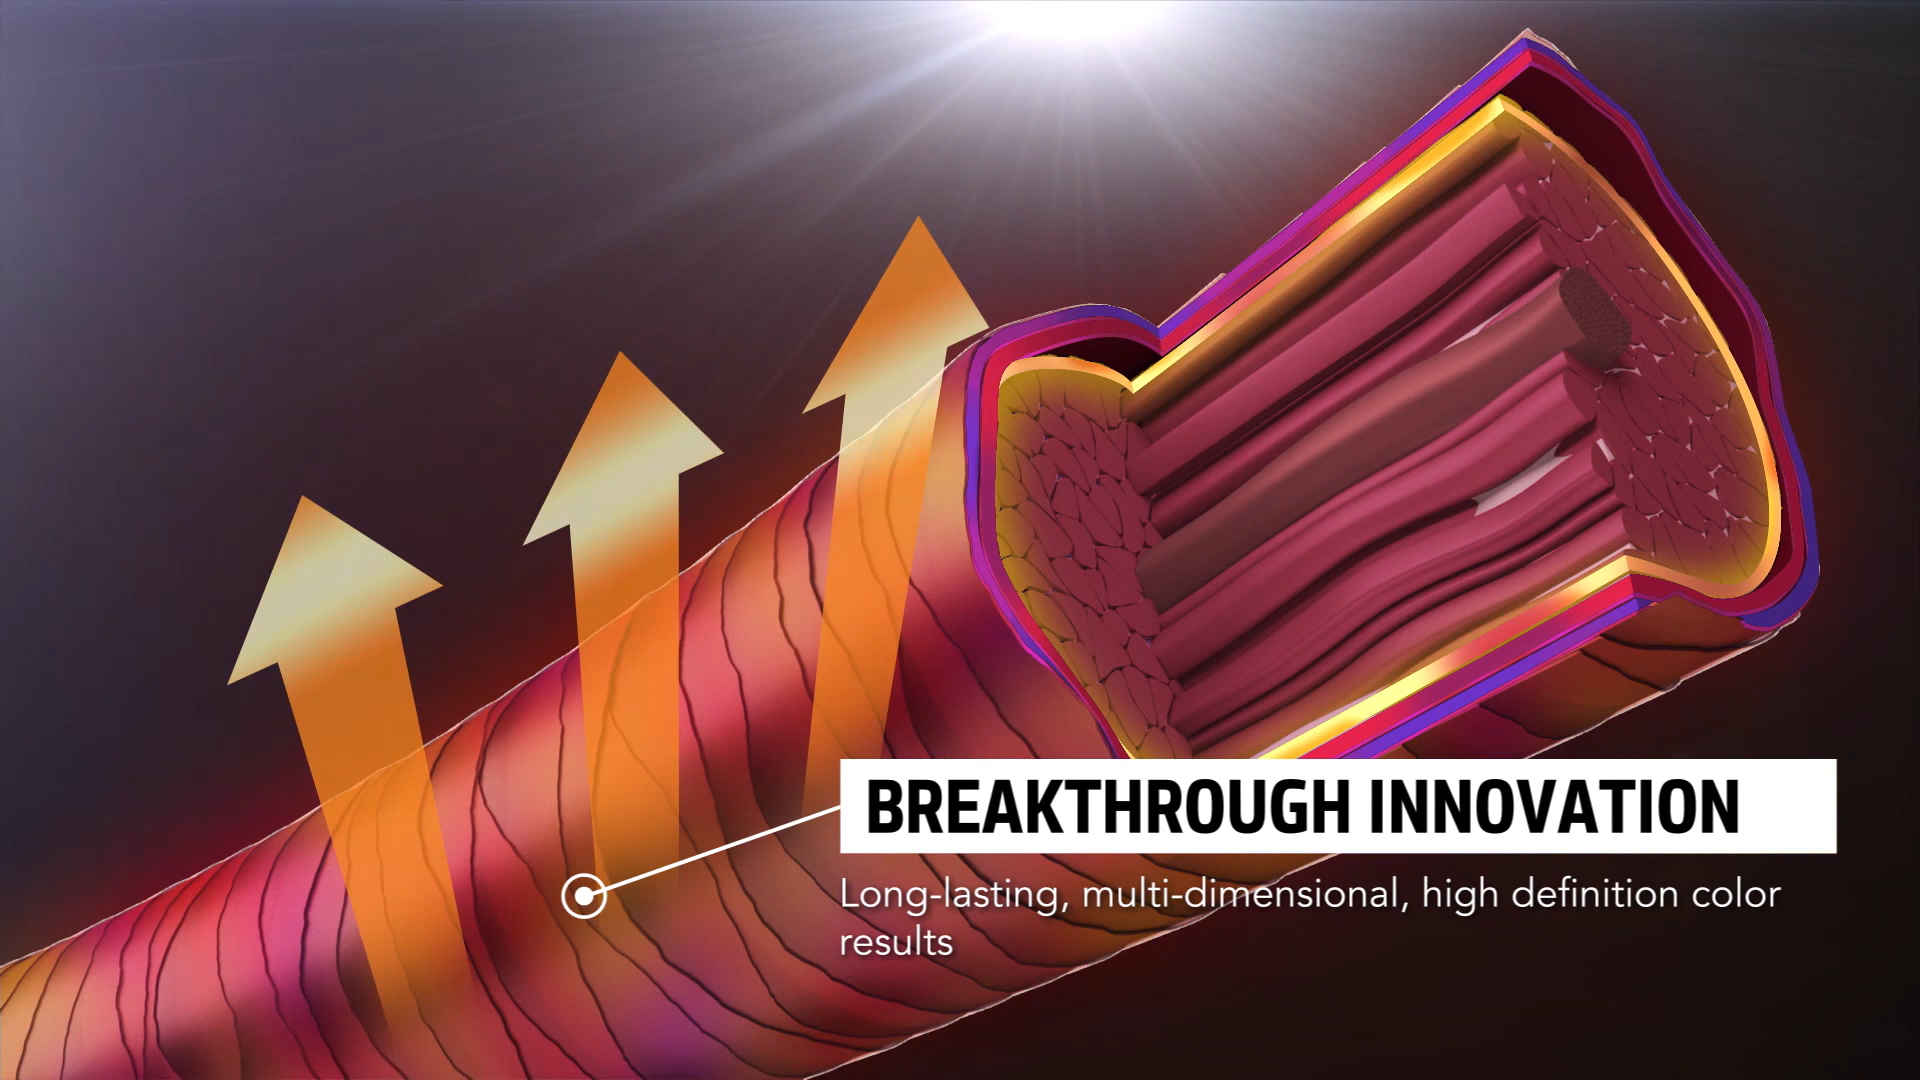 BREAKTHROUGH INNOVATION
Long-lasting, multi-dimensional, high definition color
results